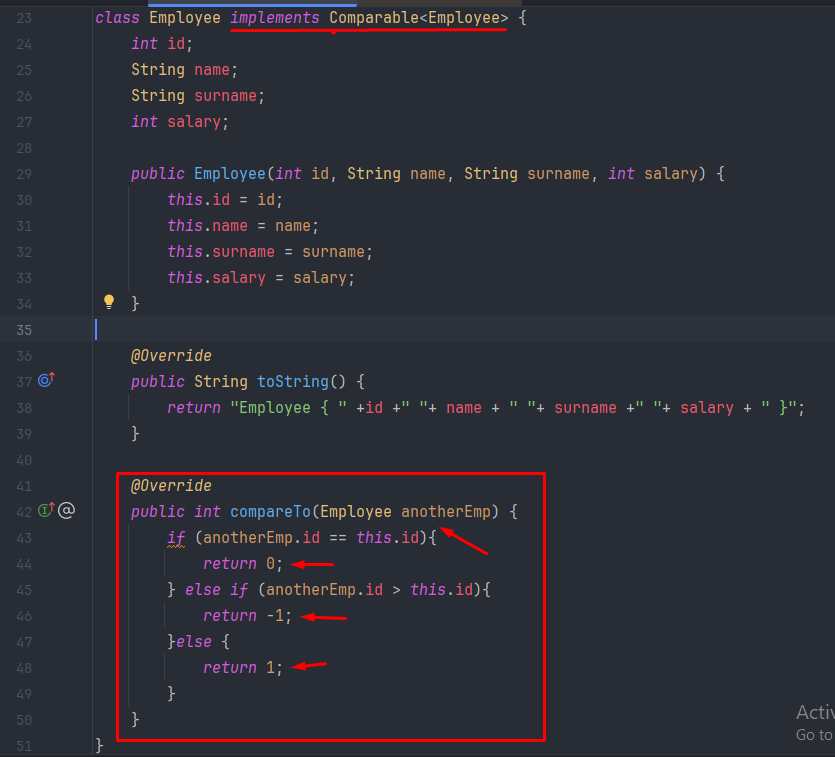 23 class Employee implements Comparable<Employee> {
24     int id;
25     String name;
26     String surname;
27     int salary;
28
29     public Employee(int id, String name, String surname, int salary) {
30         this.id = id;
31         this.name = name;
32         this.surname = surname;
33         this.salary = salary;
34     }
35
36     @Override
37     public String toString() {
38         return "Employee { " +id +" "+ name + " "+ surname +" "+ salary + " }";
39     }
40
41     @Override
42 @   public int compareTo(Employee anotherEmp) {
43         if (anotherEmp.id == this.id){
44             return 0;
45         } else if (anotherEmp.id > this.id){
46             return -1;
47         }else {
48             return 1;
49         }
50     }
51 }
Activ
Go to